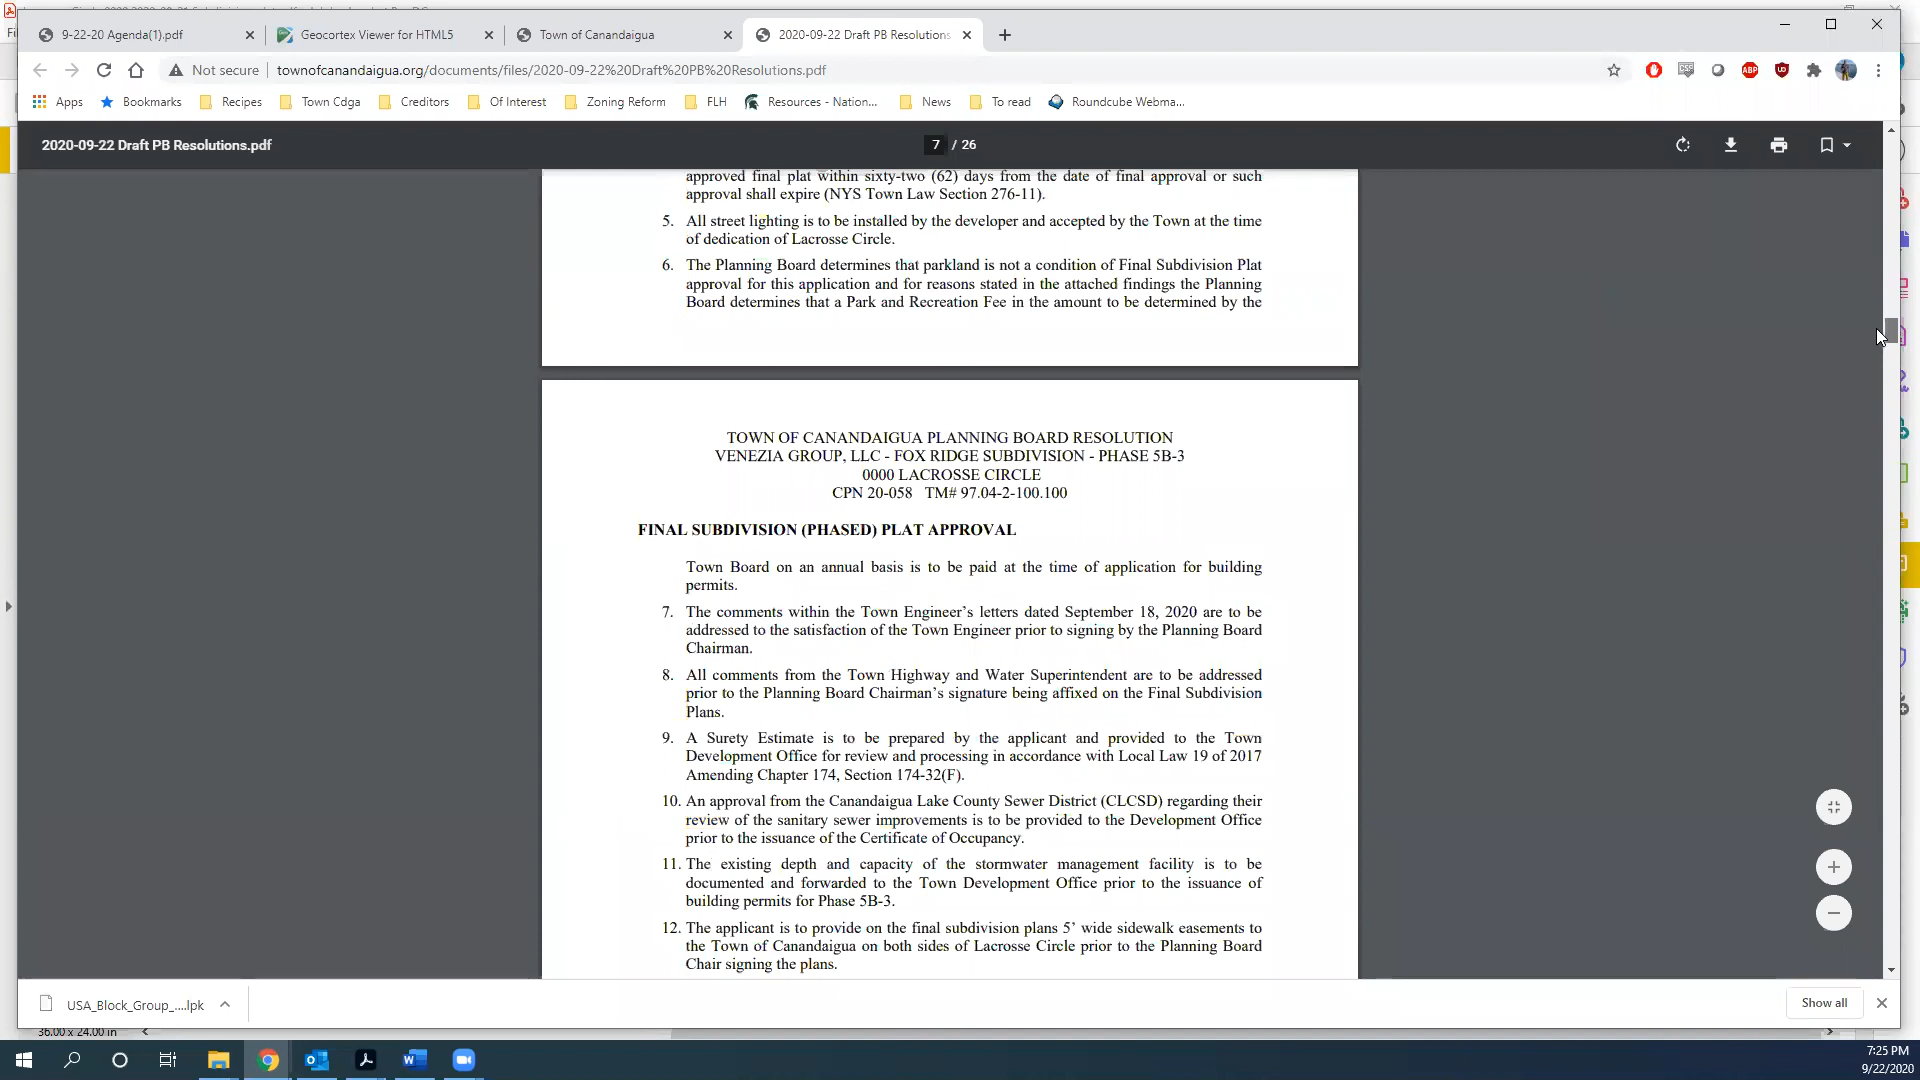 9-22-20 Agenda(1).pdf
Geocortex Viewer for HTML5
Town of Canandaigua
2020-09-22 Draft PB Resolutions
Not secure
townofcanandaigua.org/documents/files/2020-09-22%20Draft%20PB%20Resolutions.pdf
Apps
Bookmarks
Recipes
Town Cdga
Creditors
Of Interest
Zoning Reform
FLH
Resources - Nation...
News
To read
Roundcube Webma...
2020-09-22 Draft PB Resolutions.pdf
7 / 26
approved final plat within sixty-two (62) days from the date of final approval or such
approval shall expire (NYS Town Law Section 276-11).
5. All street lighting is to be installed by the developer and accepted by the Town at the time
of dedication of Lacrosse Circle.
6. The Planning Board determines that parkland is not a condition of Final Subdivision Plat
approval for this application and for reasons stated in the attached findings the Planning
Board determines that a Park and Recreation Fee in the amount to be determined by the
TOWN OF CANANDAIGUA PLANNING BOARD RESOLUTION
VENEZIA GROUP, LLC - FOX RIDGE SUBDIVISION - PHASE 5B-3
0000 LACROSSE CIRCLE
CPN 20-058 TM# 97.04-2-100.100
FINAL SUBDIVISION (PHASED) PLAT APPROVAL
Town Board on an annual basis is to be paid at the time of application for building
permits.
7. The comments within the Town Engineer's letters dated September 18, 2020 are to be
addressed to the satisfaction of the Town Engineer prior to signing by the Planning Board
Chairman.
8. All comments from the Town Highway and Water Superintendent are to be addressed
prior to the Planning Board Chairman's signature being affixed on the Final Subdivision
Plans.
9. A Surety Estimate is to be prepared by the applicant and provided to the Town
Development Office for review and processing in accordance with Local Law 19 of 2017
Amending Chapter 174, Section 174-32(F).
10. An approval from the Canandaigua Lake County Sewer District (CLCSD) regarding their
review of the sanitary sewer improvements is to be provided to the Development Office
prior to the issuance of the Certificate of Occupancy.
11. The existing depth and capacity of the stormwater management facility is to be
documented and forwarded to the Town Development Office prior to the issuance of
building permits for Phase 5B-3.
12. The applicant is to provide on the final subdivision plans 5' wide sidewalk easements to
the Town of Canandaigua on both sides of Lacrosse Circle prior to the Planning Board
Chair signing the plans.
USA_Block_Group_....lpk
Show all
36.00 x 24.00 in
7:25 PM
9/22/2020